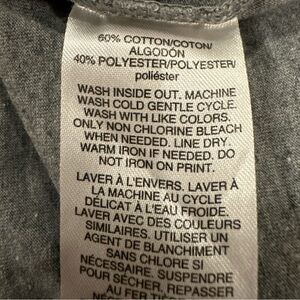 60% COTTON/COTON/
ALGODÓN
40% POLYESTER/POLYESTER/
poliéster
WASH INSIDE OUT. MACHINE
WASH COLD GENTLE CYCLE.
WASH WITH LIKE COLORS.
ONLY NON CHLORINE BLEACH
WHEN NEEDED. LINE DRY.
WARM IRON IF NEEDED. DO
NOT IRON ON PRINT.
LAVER À L'ENVERS. LAVER À
LA MACHINE AU CYCLE
DÉLICAT À L'EAU FROIDE.
LAVER AVEC DES COULEURS
SIMILAIRES. UTILISER UN
AGENT DE BLANCHIMENT
SANS CHLORE SI
NÉCESSAIRE. SUSPENDRE
POUR SÉCHER. REPASSER
AU FER TIÈ